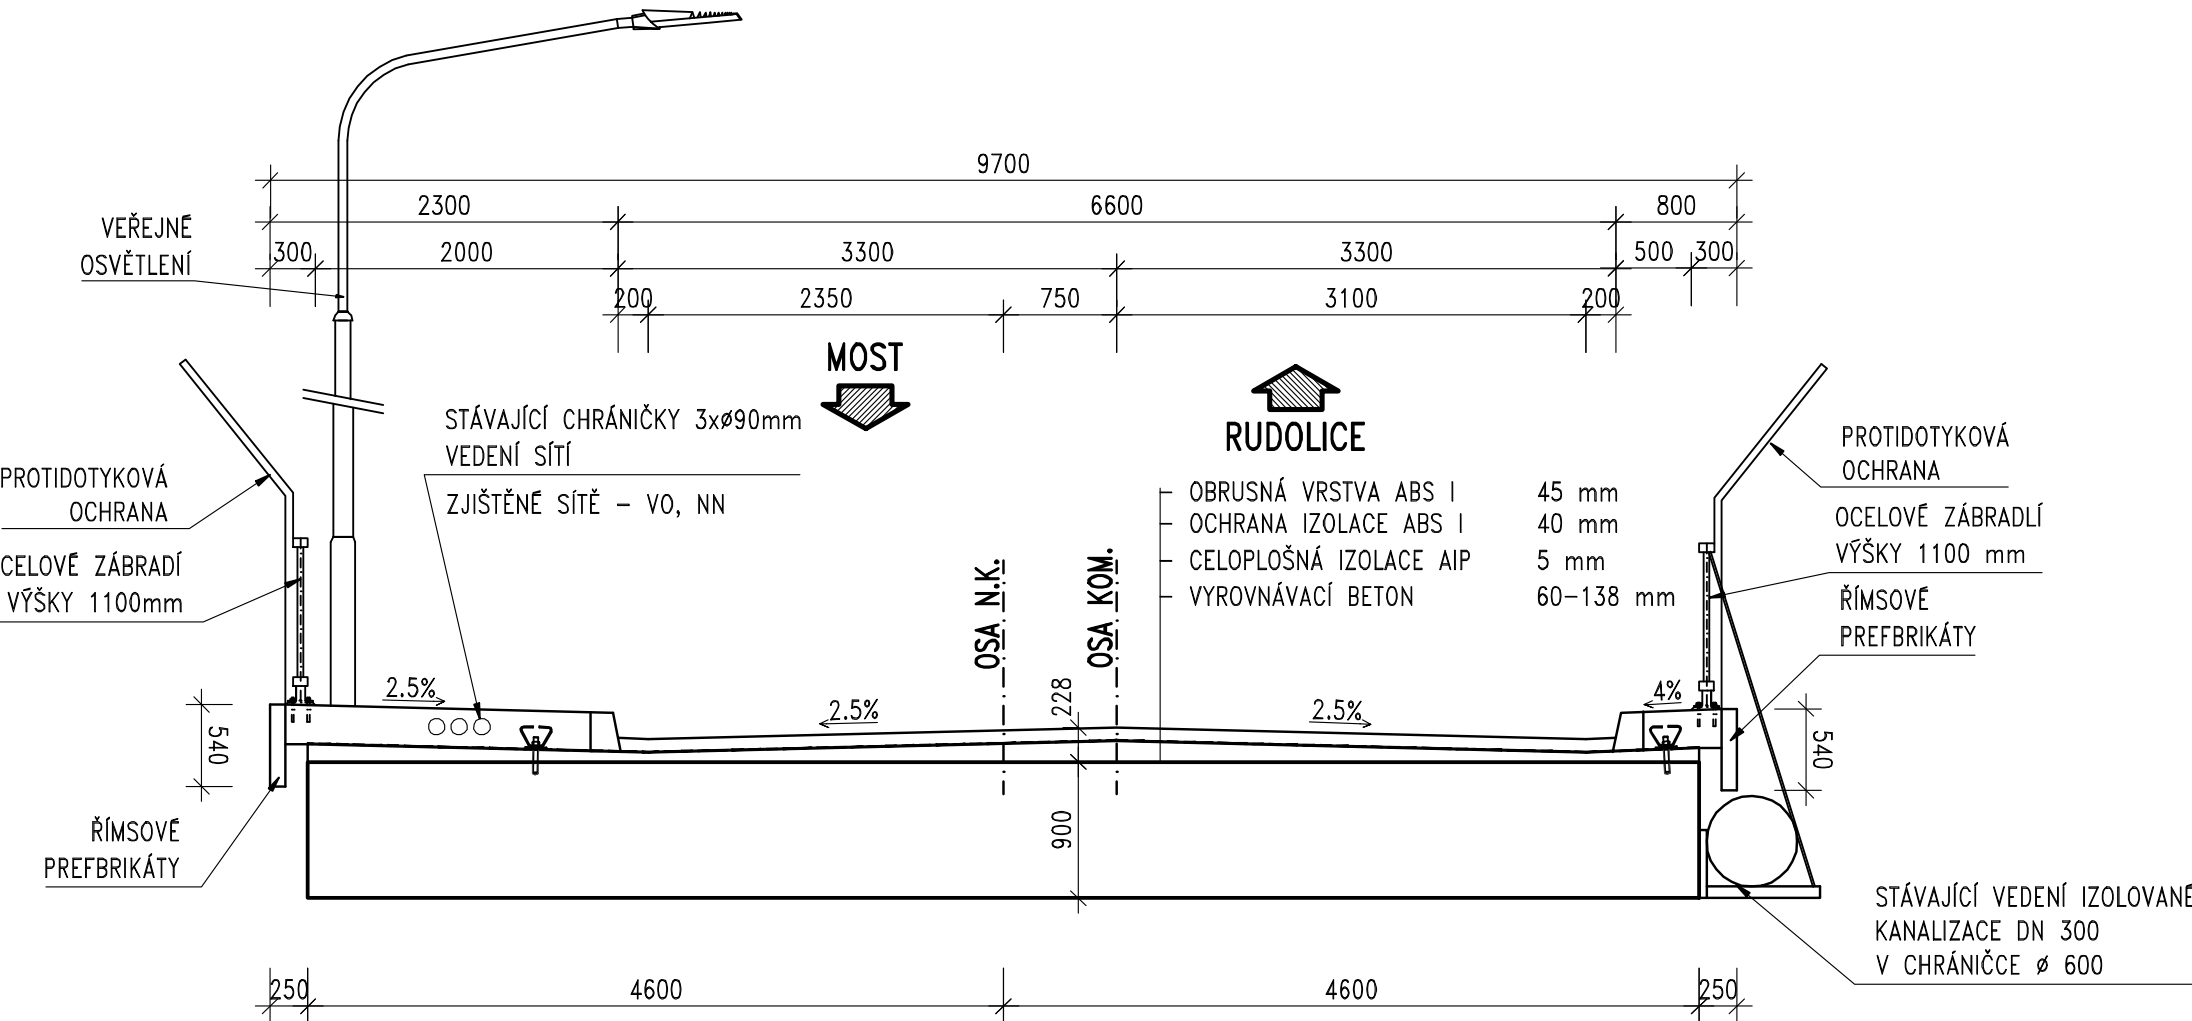 9700
2300 6600 800
300 2000 3300 3300 500 300
200 2350 750 3100 200
VEŘEJNÉ
OSVĚTLENÍ
MOST
RUDOLICE
STÁVAJÍCÍ CHRÁNIČKY 3xø90mm
VEDENÍ SÍTÍ
ZJIŠTĚNÉ SÍTĚ – VO, NN
PROTIDOTYKOVÁ
OCHRANA
CELOVÉ ZÁBRADÍ
VÝŠKY 1100mm
OBRUSNÁ VRSTVA ABS I 45 mm
OCHRANA IZOLACE ABS I 40 mm
CELOPLOŠNÁ IZOLACE AIP 5 mm
VYROVNÁVACÍ BETON 60–138 mm
PROTIDOTYKOVÁ
OCHRANA
OCELOVÉ ZÁBRADLÍ
VÝŠKY 1100 mm
ŘÍMSOVÉ
PREFBRIKÁTY
OSA N.K.
OSA KOM.
2.5% 2.5% 228 2.5% 4%
540
540
900
ŘÍMSOVÉ
PREFBRIKÁTY
STÁVAJÍCÍ VEDENÍ IZOLOVANÉ
KANALIZACE DN 300
V CHRÁNIČCE ø 600
250 4600 4600 250